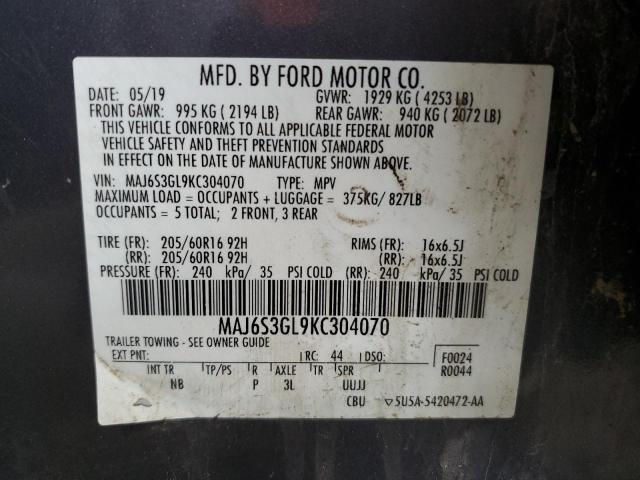 MFD. BY FORD MOTOR CO.
DATE: 05/19 GVWR: 1929 KG ( 4253 LB)
FRONT GAWR: 995 KG ( 2194 LB) REAR GAWR: 940 KG ( 2072 LB)
THIS VEHICLE CONFORMS TO ALL APPLICABLE FEDERAL MOTOR
VEHICLE SAFETY AND THEFT PREVENTION STANDARDS
IN EFFECT ON THE DATE OF MANUFACTURE SHOWN ABOVE.
VIN: MAJ6S3GL9KC304070 TYPE: MPV
MAXIMUM LOAD = OCCUPANTS + LUGGAGE = 375KG/ 827LB
OCCUPANTS = 5 TOTAL; 2 FRONT, 3 REAR
TIRE (FR): 205/60R16 92H RIMS (FR): 16x6.5J
(RR): 205/60R16 92H (RR): 16x6.5J
PRESSURE (FR): 240 kPa/ 35 PSI COLD (RR): 240 kPa/ 35 PSI COLD
MAJ6S3GL9KC304070
TRAILER TOWING - SEE OWNER GUIDE
EXT PNT: RC: 44 DSO: F0024
INT TR TP/PS R AXLE TR SPR R0044
NB P 3L UUJJ
CBU ▽5U5A-5420472-AA